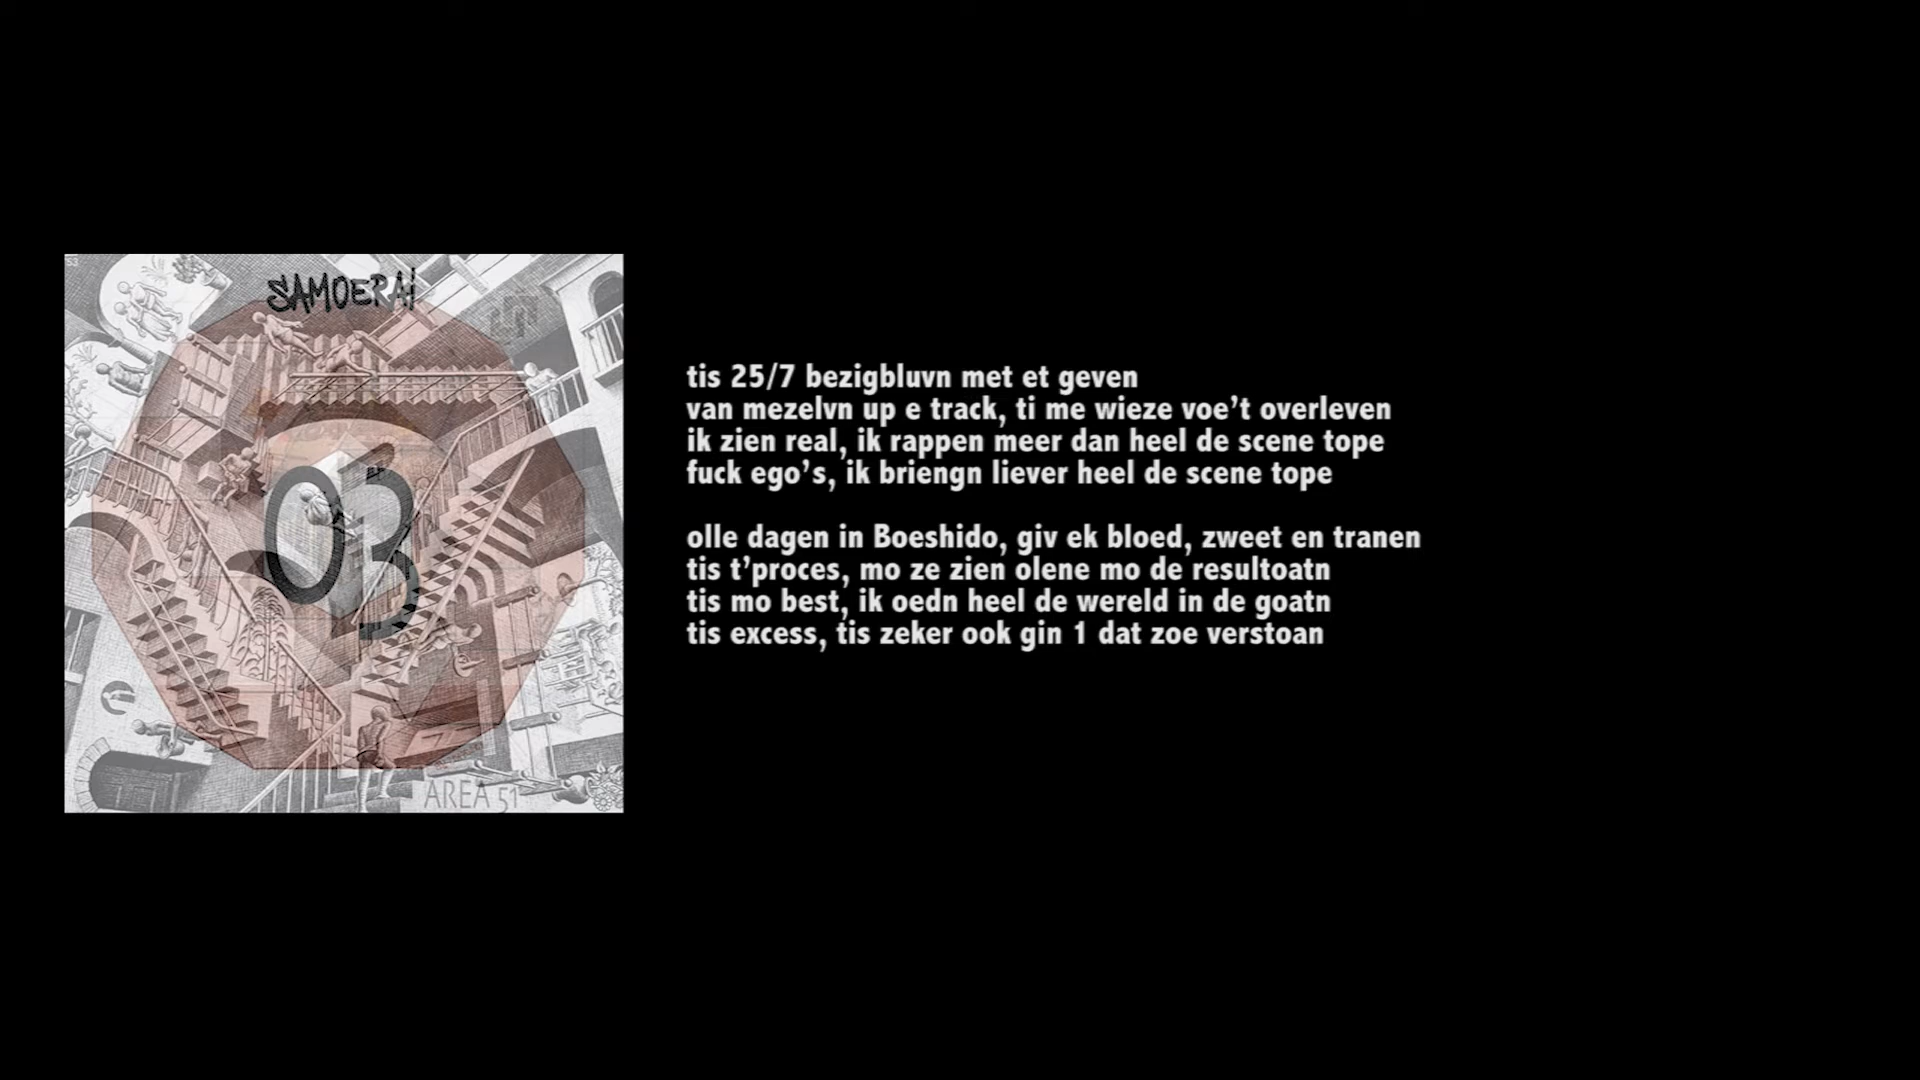 SAMOERAI
03
AREA 51
tis 25/7 bezigbluvn met et geven
van mezelvn up e track, ti me wieze voe’t overleven
ik zien real, ik rappen meer dan heel de scene tope
fuck ego’s, ik briengn liever heel de scene tope
olle dagen in Boeshido, giv ek bloed, zweet en tranen
tis t’proces, mo ze zien olene mo de resultoatn
tis mo best, ik oedn heel de wereld in de goatn
tis excess, tis zeker ook gin 1 dat zoe verstoan